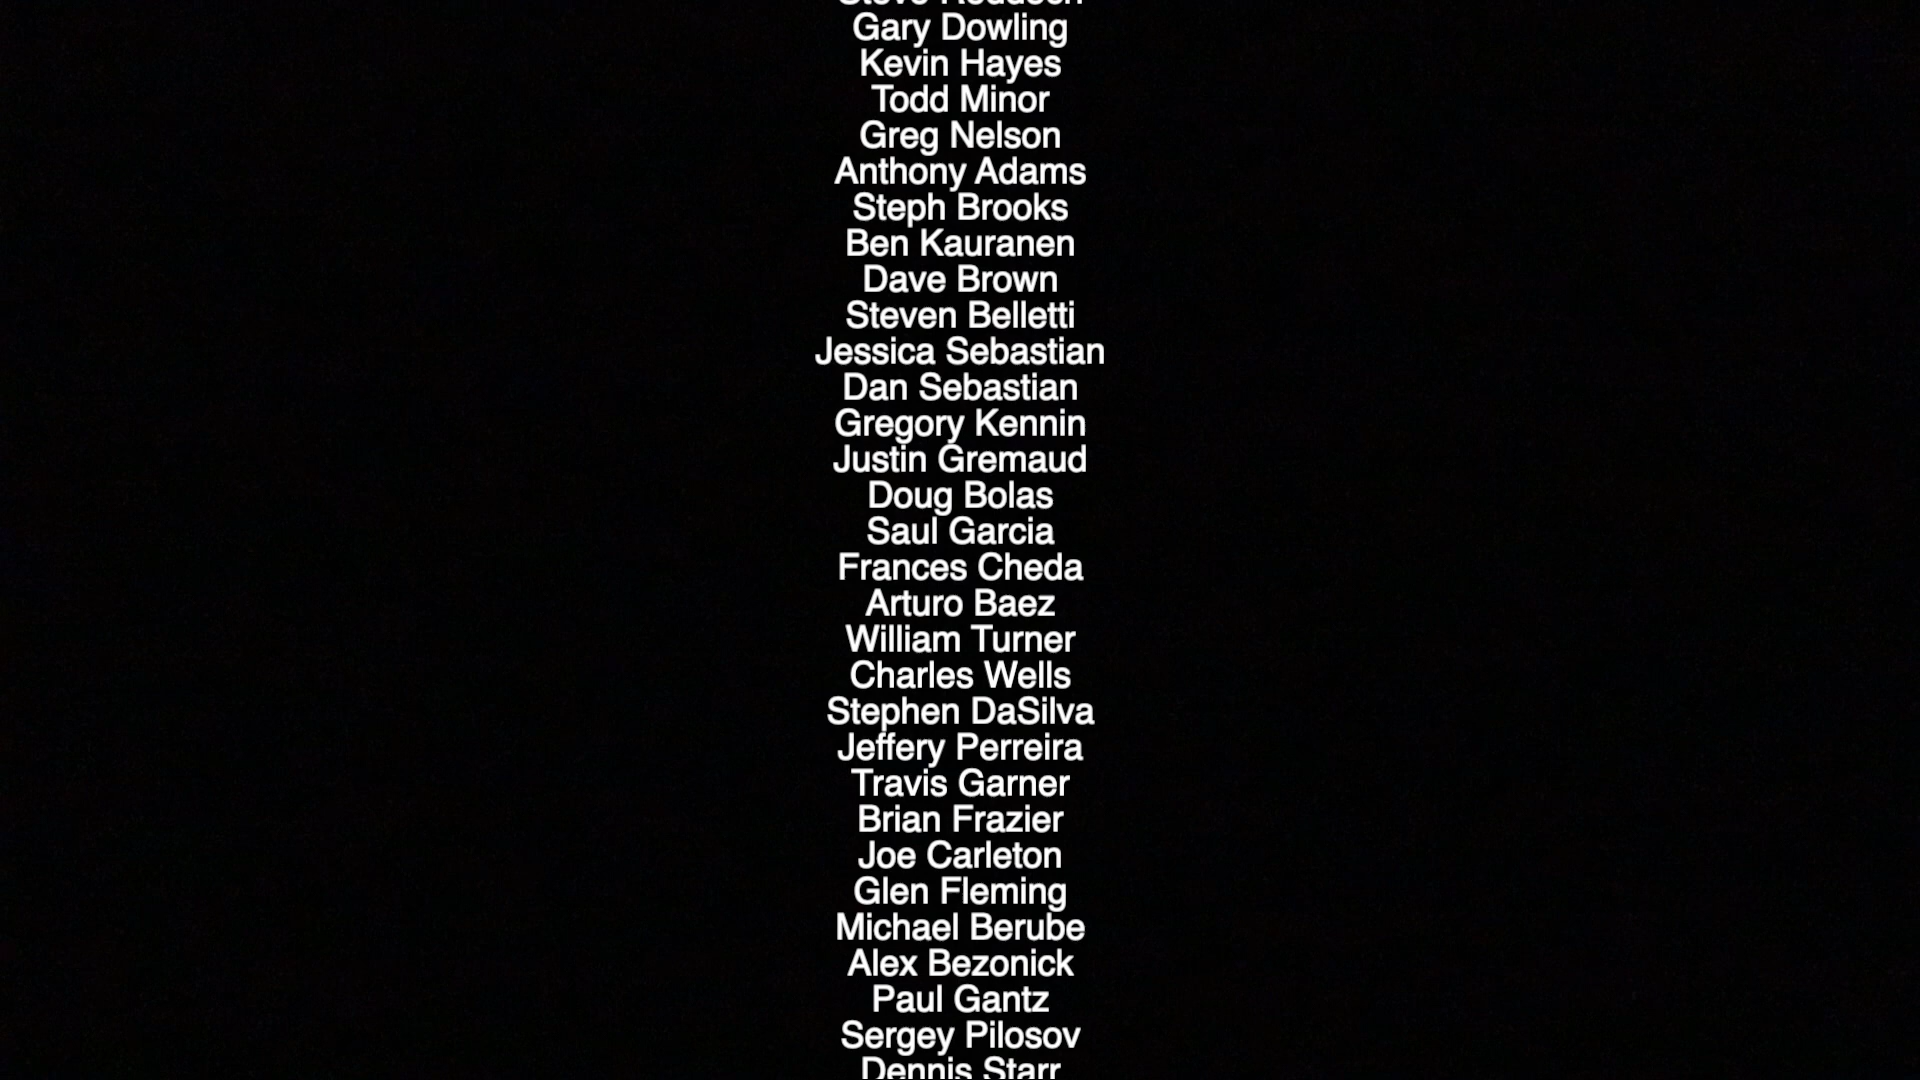 Steve
Gary Dowling
Kevin Hayes
Todd Minor
Greg Nelson
Anthony Adams
Steph Brooks
Ben Kauranen
Dave Brown
Steven Belletti
Jessica Sebastian
Dan Sebastian
Gregory Kennin
Justin Gremaud
Doug Bolas
Saul Garcia
Frances Cheda
Arturo Baez
William Turner
Charles Wells
Stephen DaSilva
Jeffery Perreira
Travis Garner
Brian Frazier
Joe Carleton
Glen Fleming
Michael Berube
Alex Bezonick
Paul Gantz
Sergey Pilosov
Dennis Starr